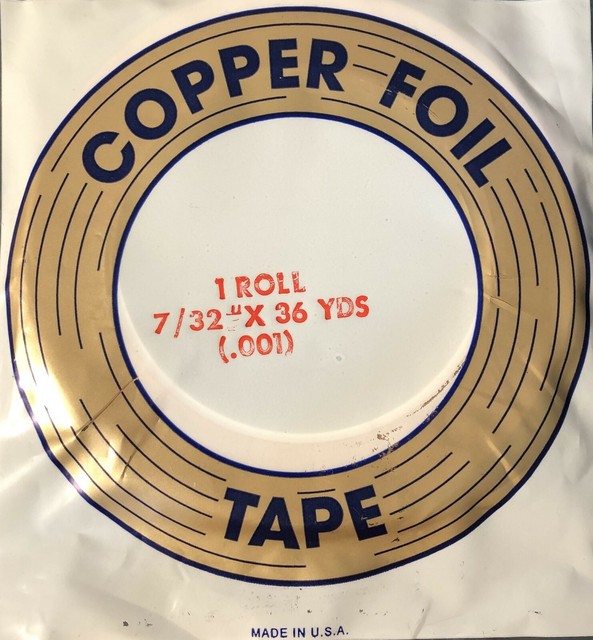 COPPER FOIL
1 ROLL
7/32" X 36 YDS
(.001)
TAPE
MADE IN U.S.A.